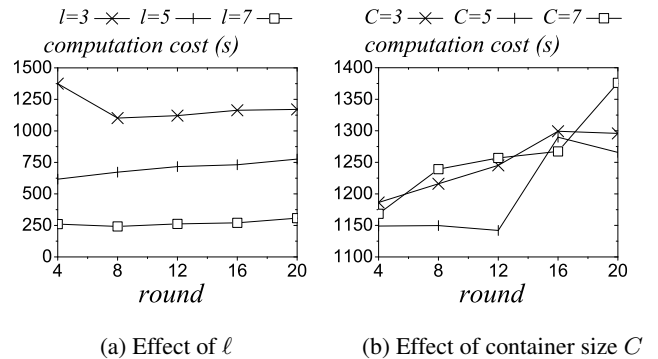 l=3 l=5 l=7
computation cost (s)
1500
1250
1000
750
500
250
0
4 8 12 16 20
round
(a) Effect of ℓ
C=3 C=5 C=7
computation cost (s)
1400
1350
1300
1250
1200
1150
1100
4 8 12 16 20
round
(b) Effect of container size C